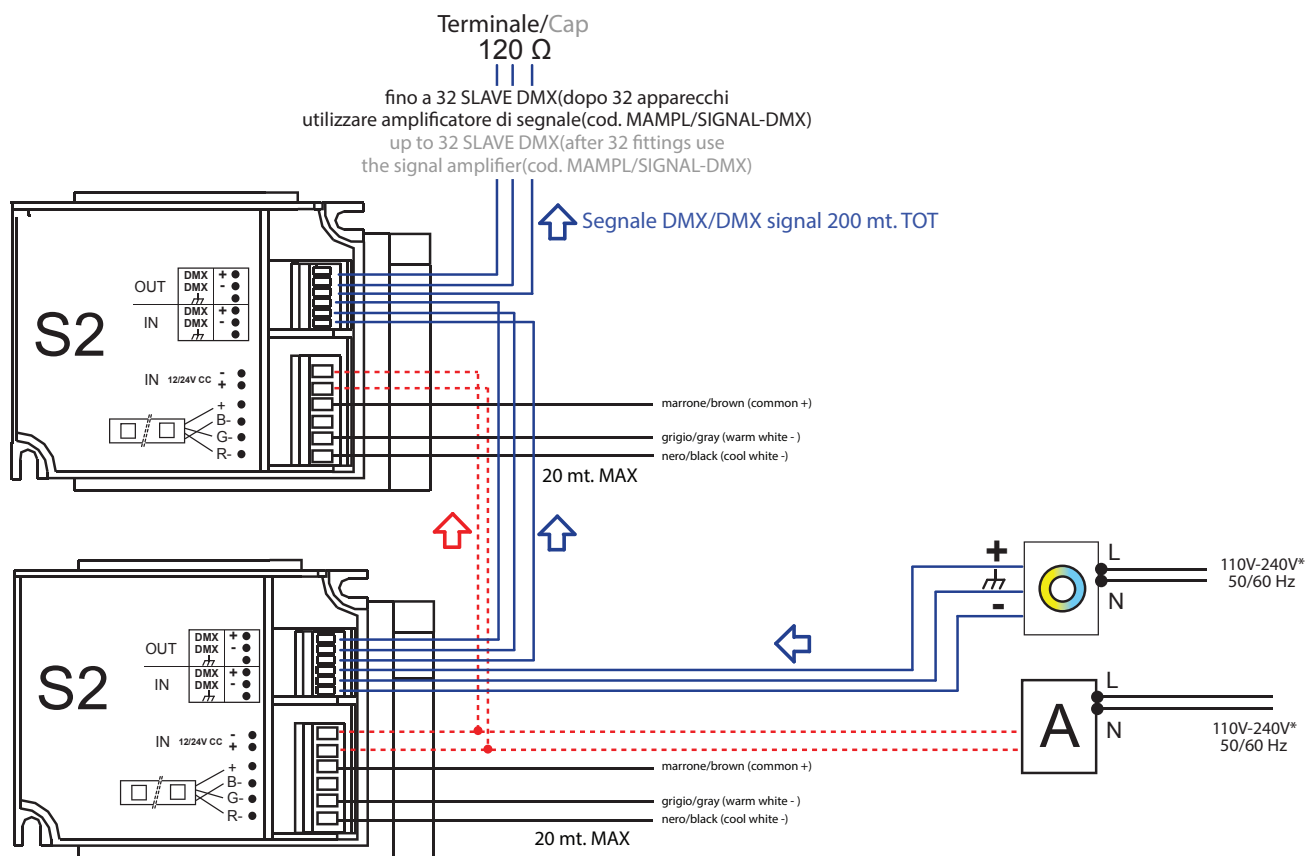 Terminale/Cap
120 Ω
fino a 32 SLAVE DMX(dopo 32 apparecchi
utilizzare amplificatore di segnale(cod. MAMPL/SIGNAL-DMX)
up to 32 SLAVE DMX(after 32 fittings use
the signal amplifier(cod. MAMPL/SIGNAL-DMX)
Segnale DMX/DMX signal 200 mt. TOT
S2
OUT
DMX +
DMX -
IN
DMX +
DMX -
IN 12/24V CC -
+
+
B-
G-
R-
marrone/brown (common +)
grigio/gray (warm white - )
nero/black (cool white -)
20 mt. MAX
+
-
L
N
110V-240V*
50/60 Hz
S2
OUT
DMX +
DMX -
IN
DMX +
DMX -
IN 12/24V CC -
+
+
B-
G-
R-
marrone/brown (common +)
grigio/gray (warm white - )
nero/black (cool white -)
20 mt. MAX
A
L
N
110V-240V*
50/60 Hz